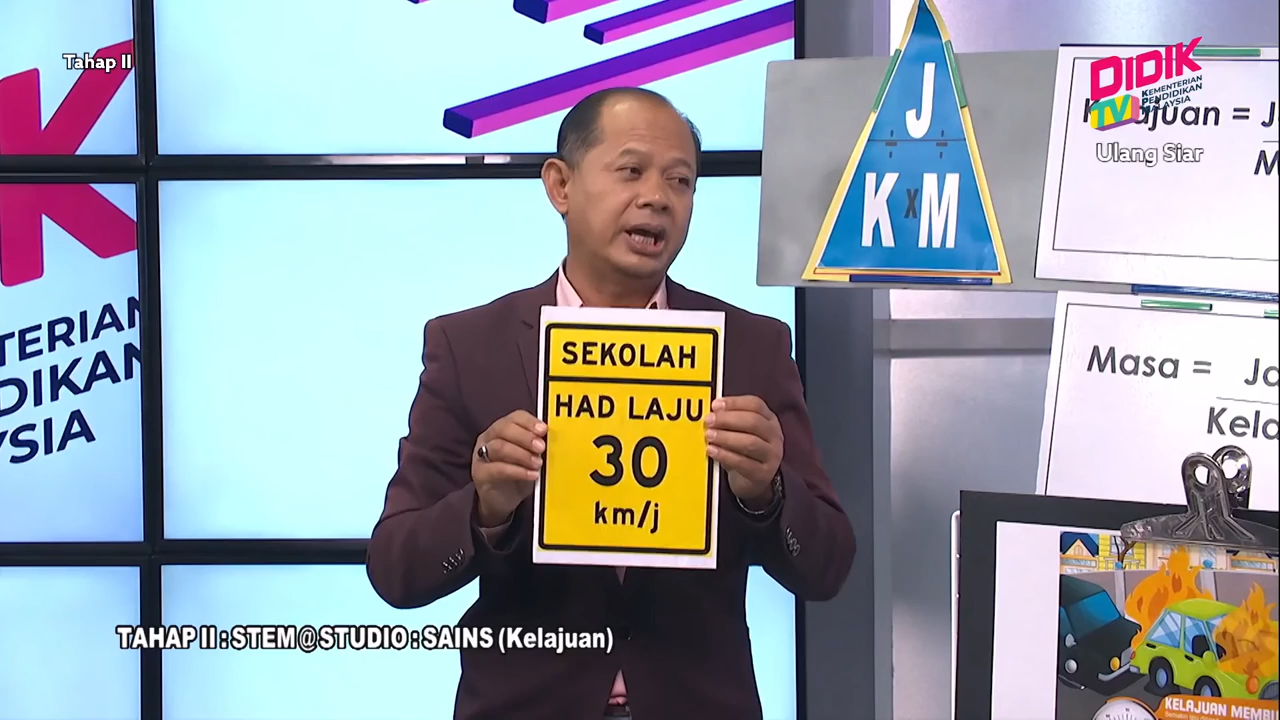 Tahap II
K
TERIAN
DIDIKAN
YSIA
J
K x M
DIDIK
TV
KEMENTERIAN
PENDIDIKAN
MALAYSIA
Ulang Siar
= J
M
Masa =
SEKOLAH
HAD LAJU
30
km/j
TAHAP II : STEM@STUDIO : SAINS (Kelajuan)
KELAJUAN